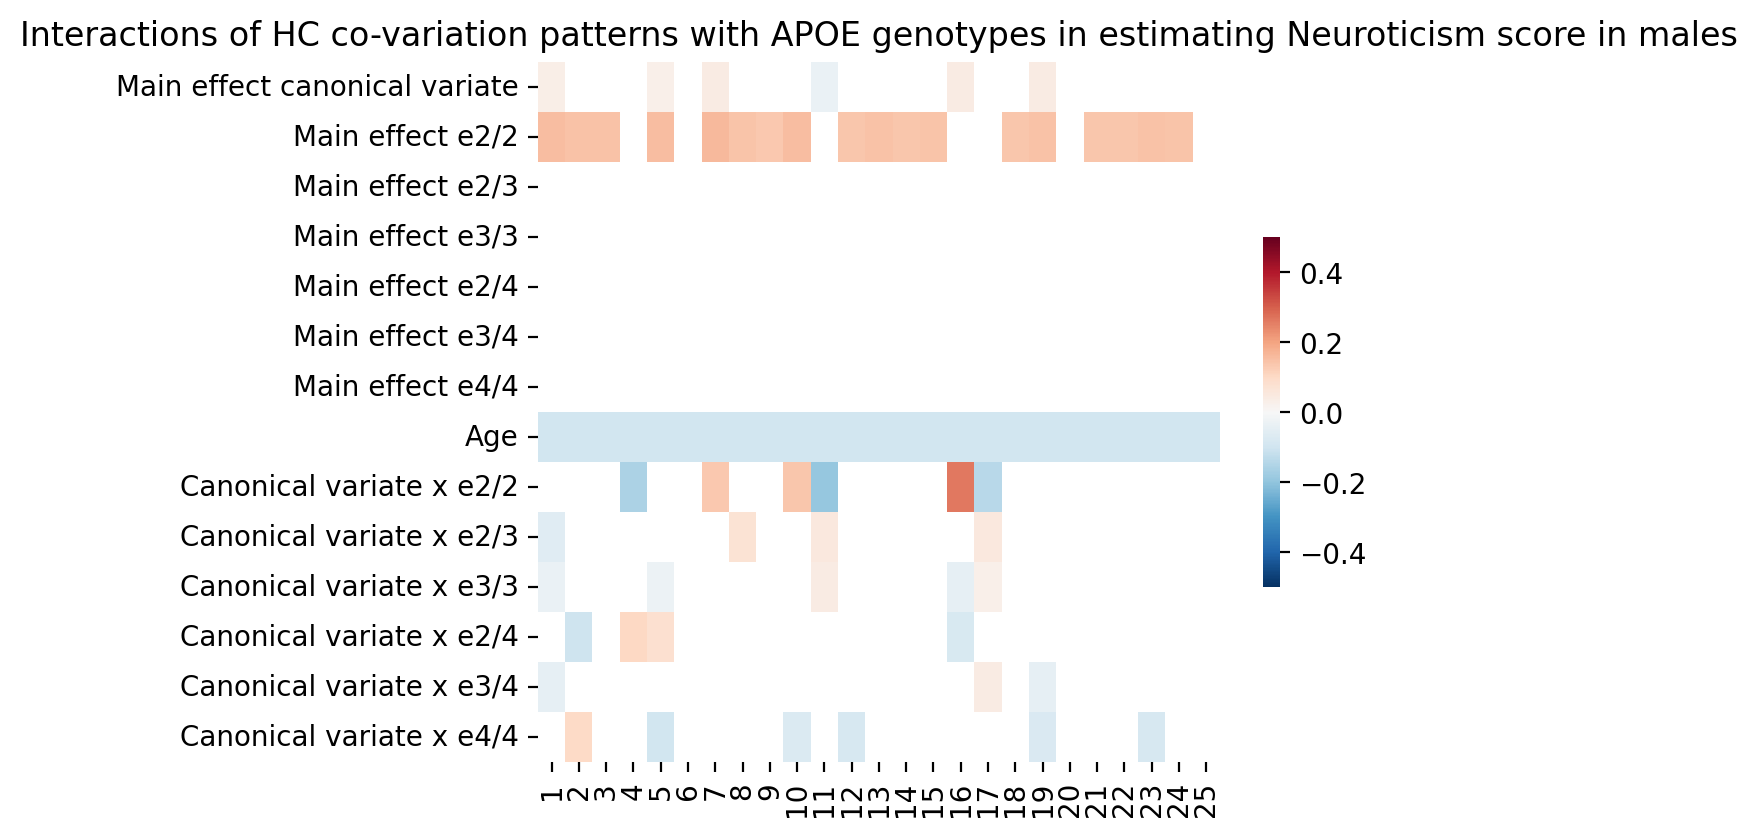 Interactions of HC co-variation patterns with APOE genotypes in estimating Neuroticism score in males
Main effect canonical variate
Main effect e2/2
Main effect e2/3
Main effect e3/3
Main effect e2/4
Main effect e3/4
Main effect e4/4
Age
Canonical variate x e2/2
Canonical variate x e2/3
Canonical variate x e3/3
Canonical variate x e2/4
Canonical variate x e3/4
Canonical variate x e4/4
1 2 3 4 5 6 7 8 9 10 11 12 13 14 15 16 17 18 19 20 21 22 23 24 25
0.4
0.2
0.0
−0.2
−0.4